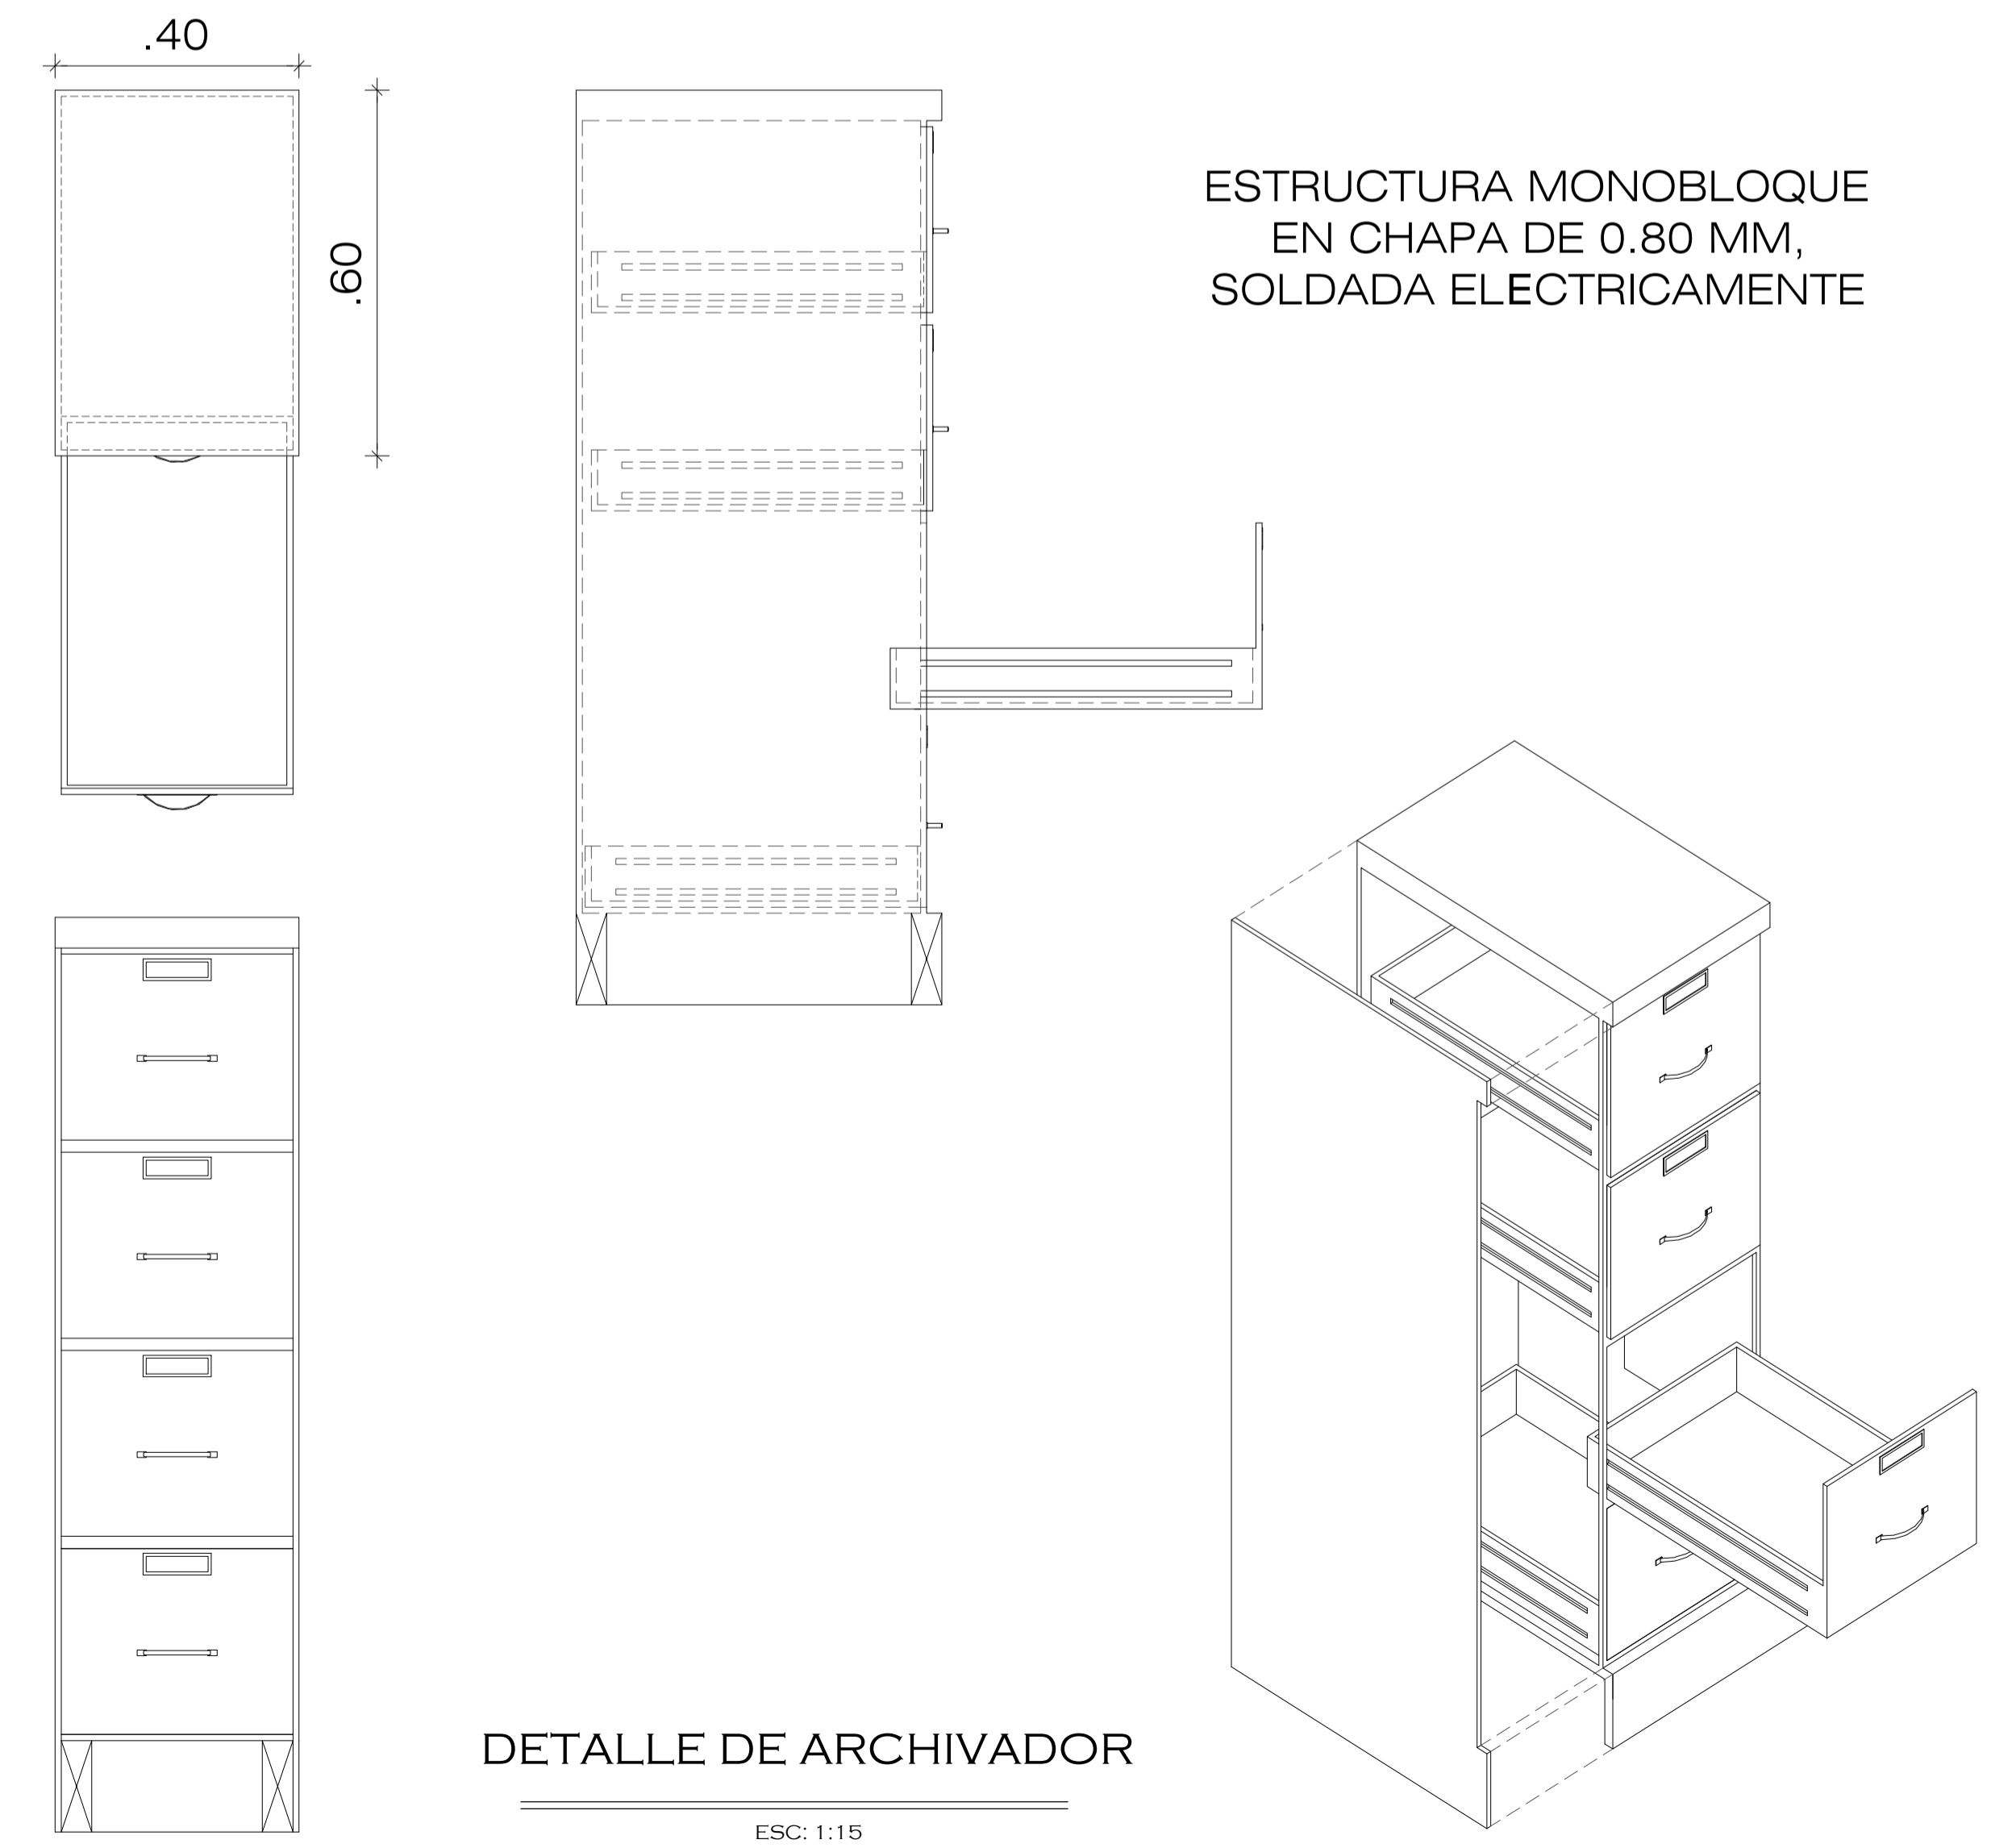 .40
.60
ESTRUCTURA MONOBLOQUE
EN CHAPA DE 0.80 MM,
SOLDADA ELECTRICAMENTE
DETALLE DE ARCHIVADOR
ESC: 1:15